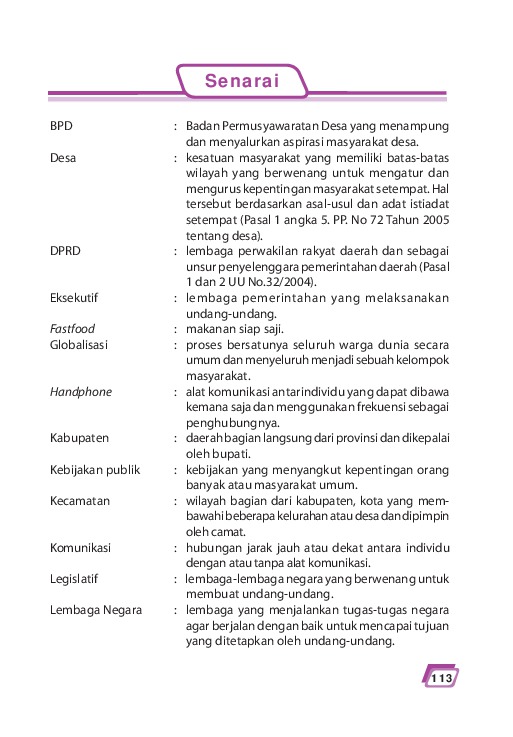 Senarai
BPD : Badan Permusyawaratan Desa yang menampung
dan menyalurkan aspirasi masyarakat desa.
Desa : kesatuan masyarakat yang memiliki batas-batas
wilayah yang berwenang untuk mengatur dan
mengurus kepentingan masyarakat setempat. Hal
tersebut berdasarkan asal-usul dan adat istiadat
setempat (Pasal 1 angka 5. PP. No 72 Tahun 2005
tentang desa).
DPRD : lembaga perwakilan rakyat daerah dan sebagai
unsur penyelenggara pemerintahan daerah (Pasal
1 dan 2 UU No.32/2004).
Eksekutif : lembaga pemerintahan yang melaksanakan
undang-undang.
Fastfood : makanan siap saji.
Globalisasi : proses bersatunya seluruh warga dunia secara
umum dan menyeluruh menjadi sebuah kelompok
masyarakat.
Handphone : alat komunikasi antarindividu yang dapat dibawa
kemana saja dan menggunakan frekuensi sebagai
penghubungnya.
Kabupaten : daerah bagian langsung dari provinsi dan dikepalai
oleh bupati.
Kebijakan publik : kebijakan yang menyangkut kepentingan orang
banyak atau masyarakat umum.
Kecamatan : wilayah bagian dari kabupaten, kota yang mem-
bawahi beberapa kelurahan atau desa dan dipimpin
oleh camat.
Komunikasi : hubungan jarak jauh atau dekat antara individu
dengan atau tanpa alat komunikasi.
Legislatif : lembaga-lembaga negara yang berwenang untuk
membuat undang-undang.
Lembaga Negara : lembaga yang menjalankan tugas-tugas negara
agar berjalan dengan baik untuk mencapai tujuan
yang ditetapkan oleh undang-undang.
113